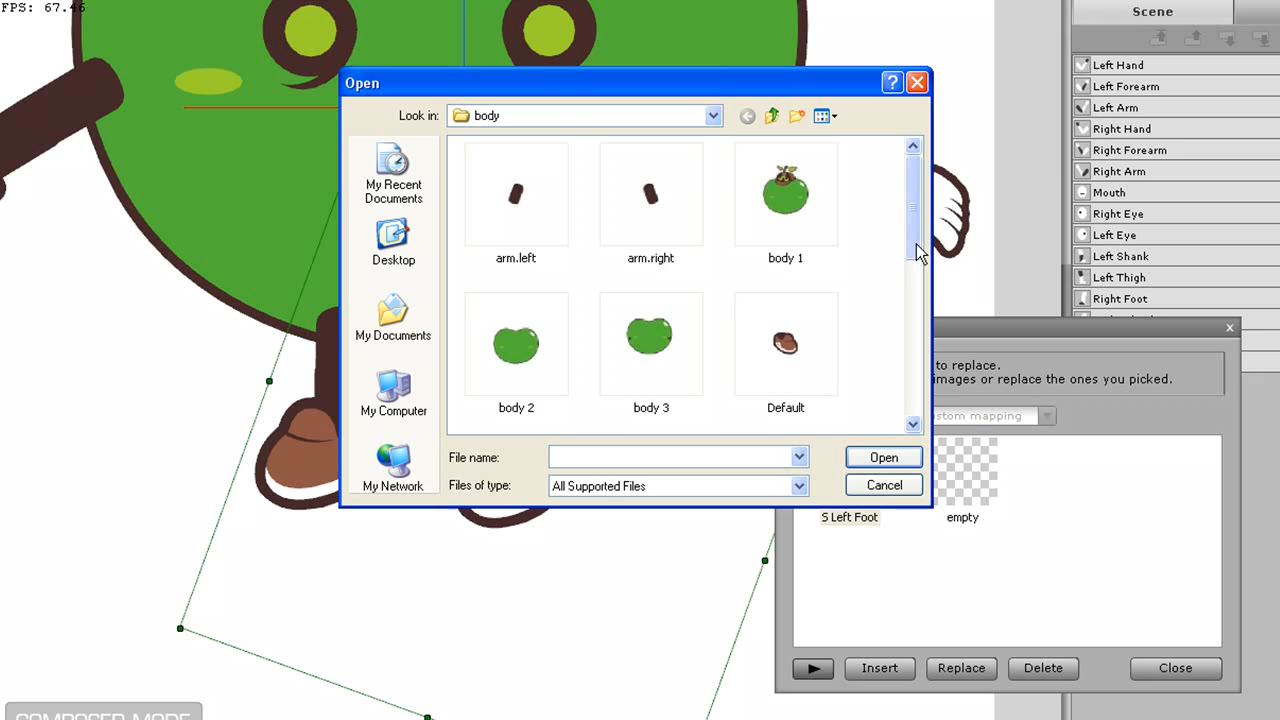 FPS: 67.46
Scene
Open
Look in:
body
My Recent
Documents
Desktop
My Documents
My Computer
My Network
arm.left
arm.right
body 1
body 2
body 3
Default
File name:
Open
Files of type:
All Supported Files
Cancel
Left Hand
Left Forearm
Left Arm
Right Hand
Right Forearm
Right Arm
Mouth
Right Eye
Left Eye
Left Shank
Left Thigh
Right Foot
to replace.
images or replace the ones you picked.
stom mapping
S Left Foot
empty
Insert
Replace
Delete
Close
COMPOSER MODE